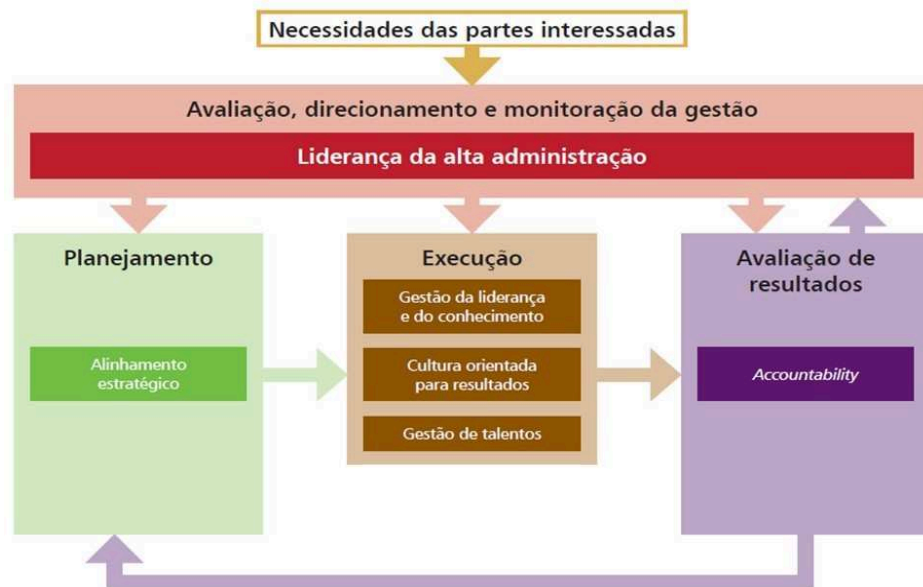 Necessidades das partes interessadas
Avaliação, direcionamento e monitoração da gestão
Liderança da alta administração
Planejamento
Alinhamento
estratégico
Execução
Gestão da liderança
e do conhecimento
Cultura orientada
para resultados
Gestão de talentos
Avaliação de
resultados
Accountability